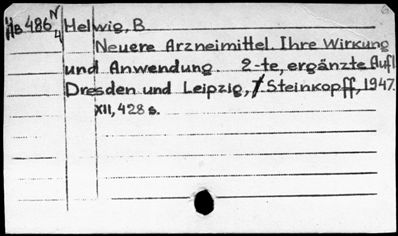 Ab 486 N/4 Helwig, B
Neuere Arzneimittel. Ihre Wirkung
und Anwendung. 2-te, ergänzte Aufl
Dresden und Leipzig, Steinkopff, 1947.
XII, 428 s.